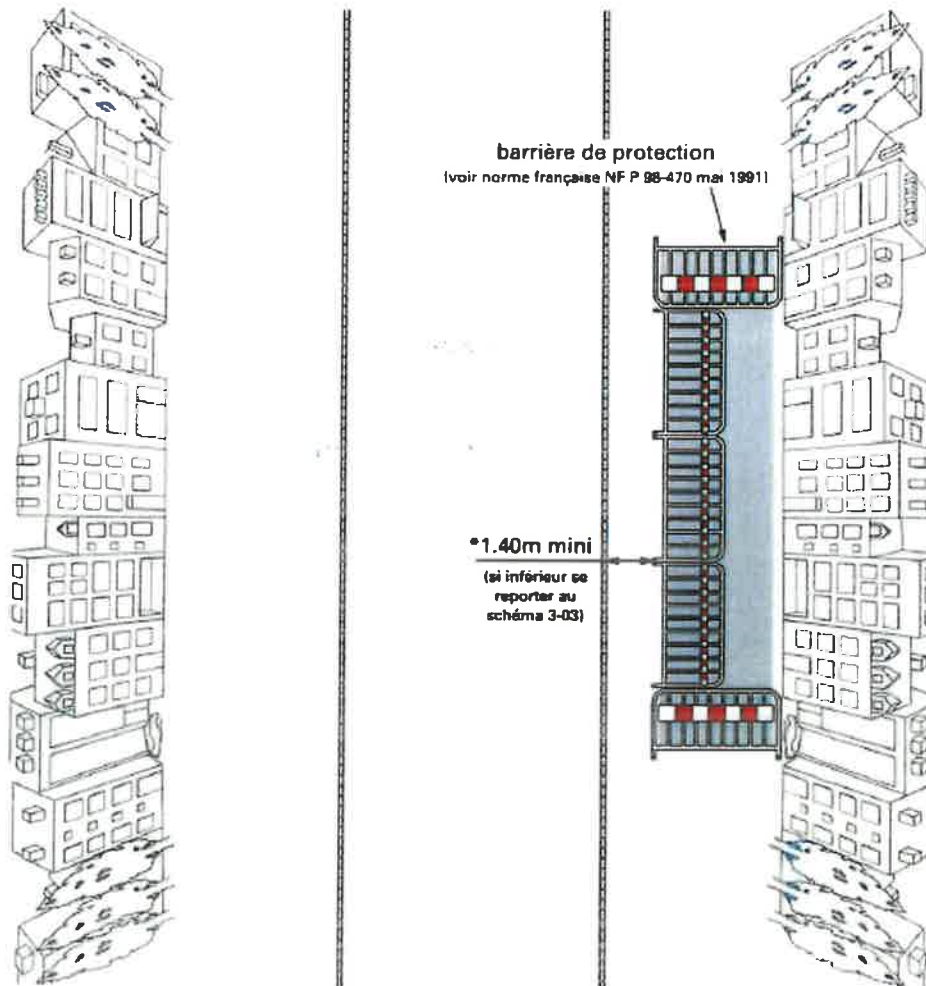 barrière de protection
(voir norme française NF P 98-470 mai 1991)
*1.40m mini
(si inférieur se
reporter au
schéma 3-03)